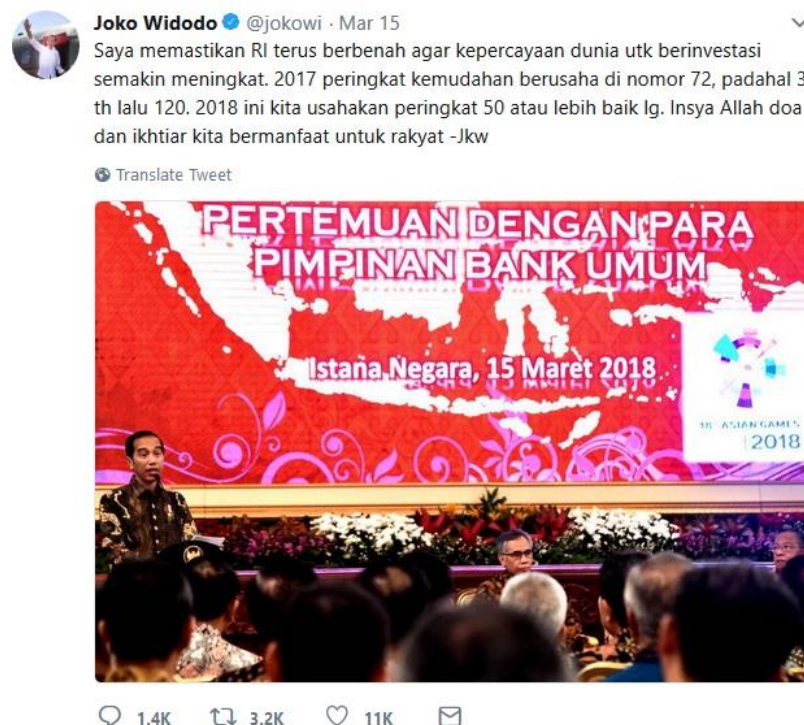 Joko Widodo @jokowi · Mar 15
Saya memastikan RI terus berbenah agar kepercayaan dunia utk berinvestasi
semakin meningkat. 2017 peringkat kemudahan berusaha di nomor 72, padahal 3
th lalu 120. 2018 ini kita usahakan peringkat 50 atau lebih baik lg. Insya Allah doa
dan ikhtiar kita bermanfaat untuk rakyat -Jkw
Translate Tweet
PERTEMUAN DENGAN PARA
PIMPINAN BANK UMUM
Istana Negara, 15 Maret 2018
18 ASIAN GAMES
2018
1.4K 3.2K 11K